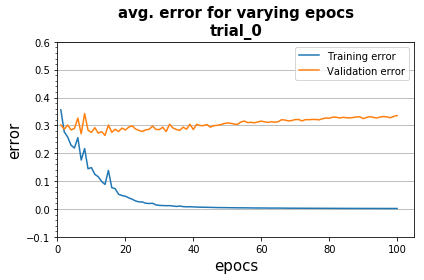 avg. error for varying epocs
trial_0
Training error
Validation error
error
0.6
0.5
0.4
0.3
0.2
0.1
0.0
−0.1
0
20
40
60
80
100
epocs